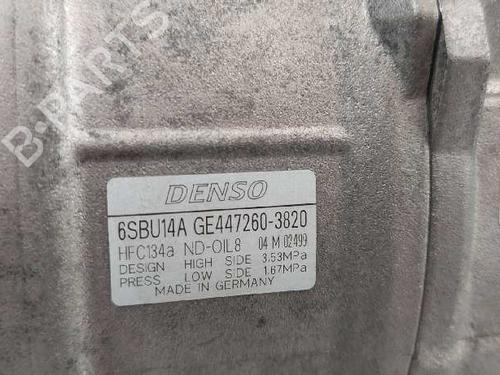 B-PARTS
DENSO
6SBU14A GE447260-3820
HFC134a ND-OIL8 04 M 02499
DESIGN HIGH SIDE 3.53MPa
PRESS LOW SIDE 1.67MPa
MADE IN GERMANY